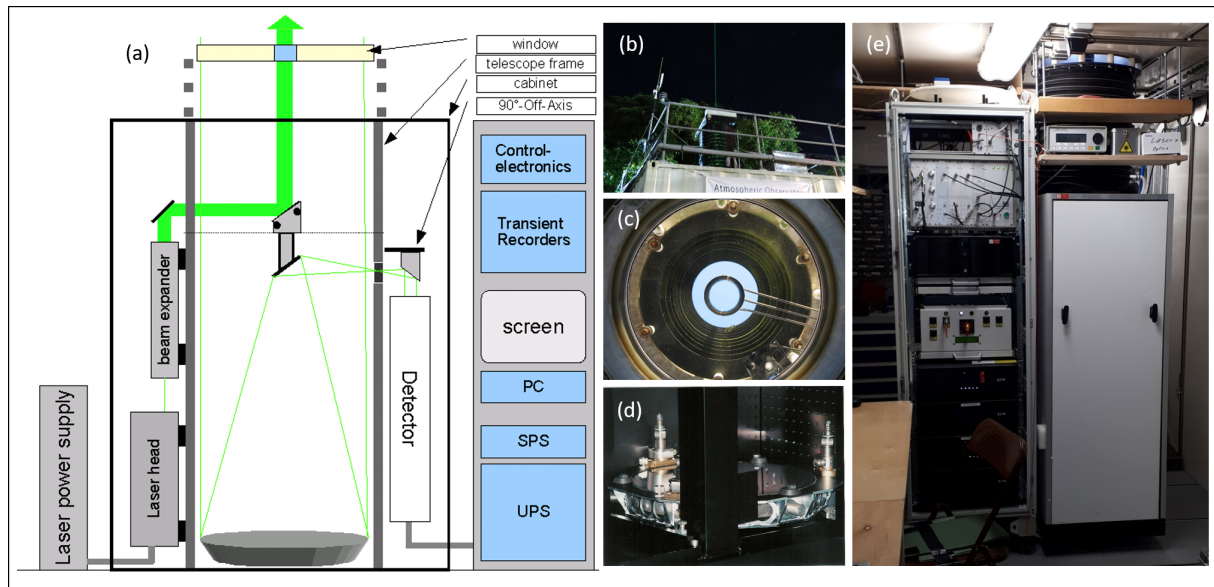 (a)
window
telescope frame
cabinet
90°-Off-Axis
Control-
electronics
Transient
Recorders
screen
PC
SPS
UPS
beam expander
Laser head
Laser power supply
Detector
(b)
Atmospheric Observa
(c)
(d)
(e)